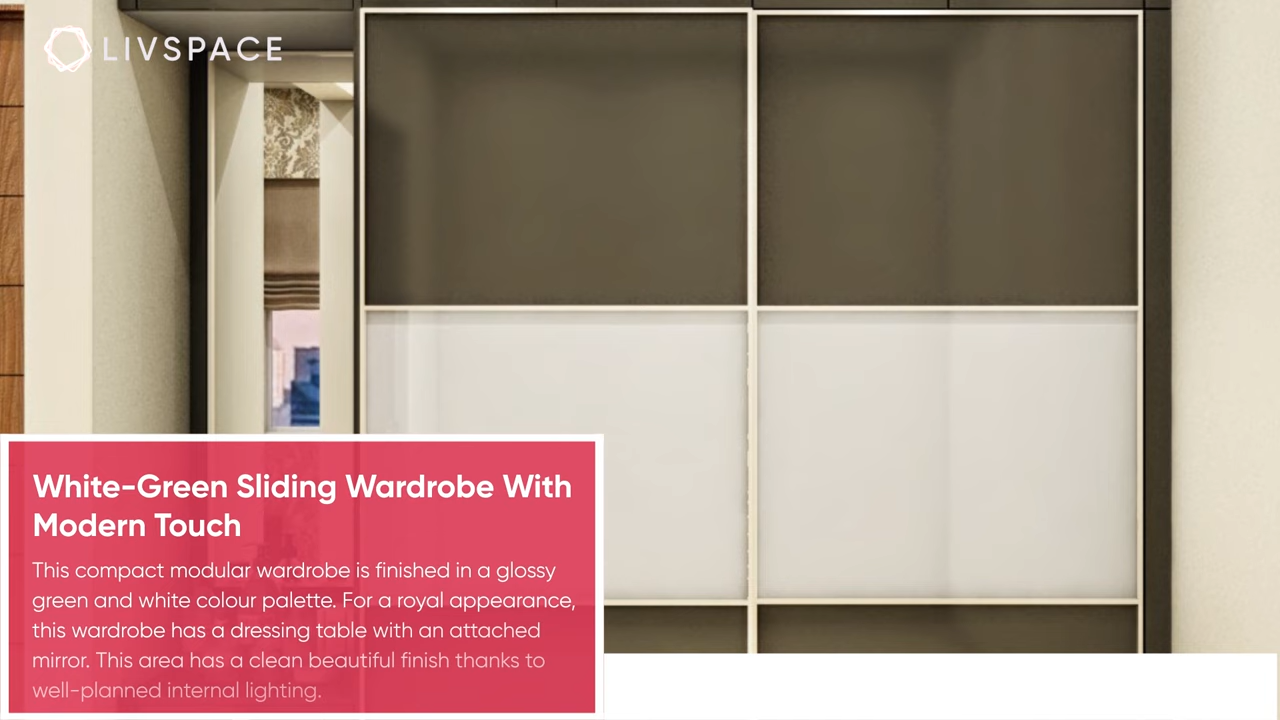 LIVSPACE
White-Green Sliding Wardrobe With
Modern Touch
This compact modular wardrobe is finished in a glossy
green and white colour palette. For a royal appearance,
this wardrobe has a dressing table with an attached
mirror. This area has a clean beautiful finish thanks to
well-planned internal lighting.